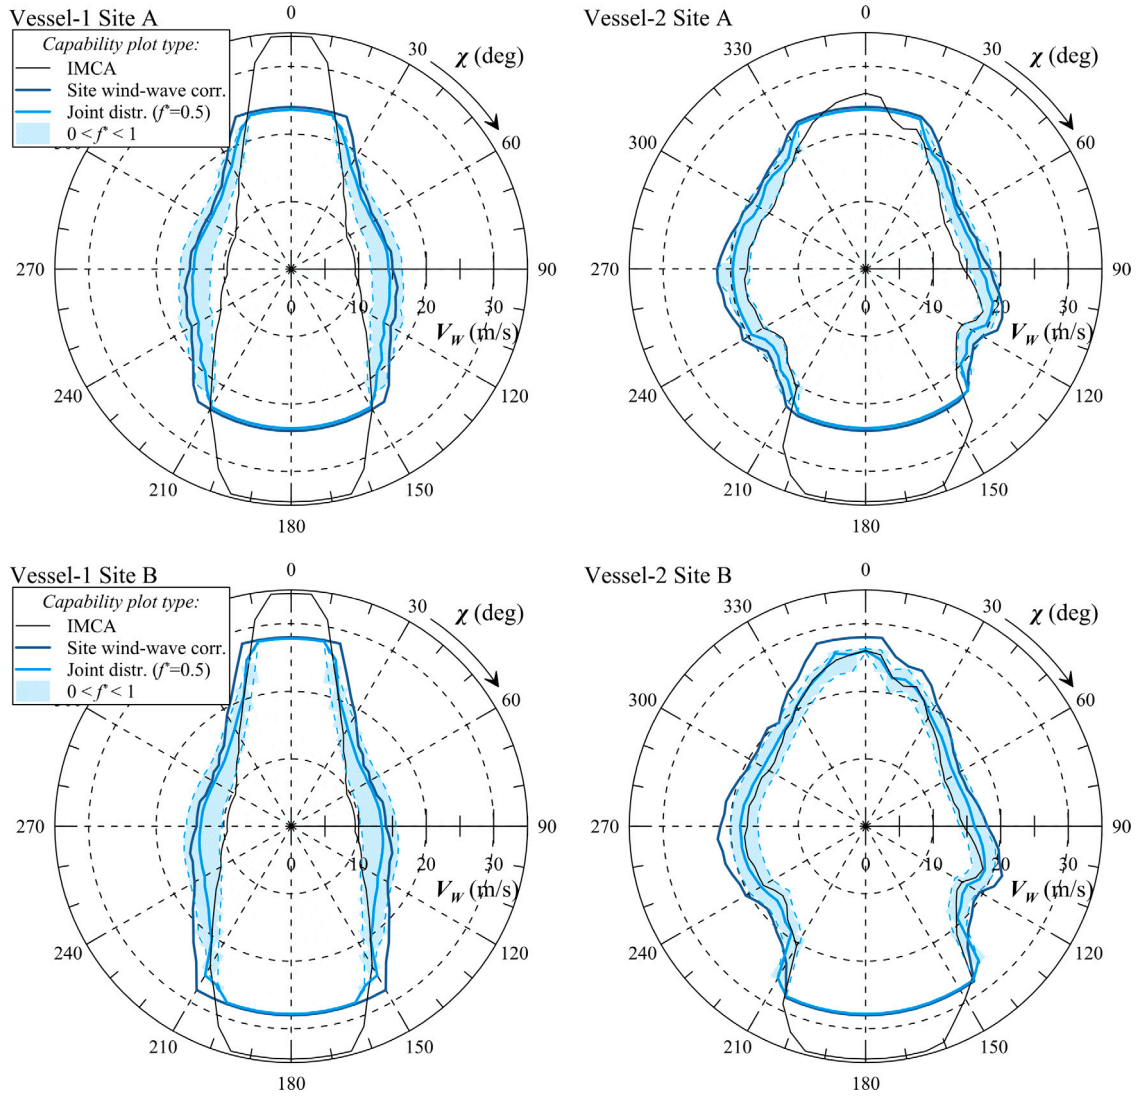 Vessel-1 Site A
Capability plot type:
IMCA
Site wind-wave corr.
Joint distr. (f*=0.5)
0 < f* < 1
0
30
χ (deg)
60
90
120
150
180
210
240
270
0
10
20
30
V_W (m/s)
Vessel-2 Site A
0
30
χ (deg)
60
90
120
150
180
210
240
270
300
330
0
10
20
30
V_W (m/s)
Vessel-1 Site B
Capability plot type:
IMCA
Site wind-wave corr.
Joint distr. (f*=0.5)
0 < f* < 1
0
30
χ (deg)
60
90
120
150
180
210
240
270
0
10
20
30
V_W (m/s)
Vessel-2 Site B
0
30
χ (deg)
60
90
120
150
180
210
240
270
300
330
0
10
20
30
V_W (m/s)